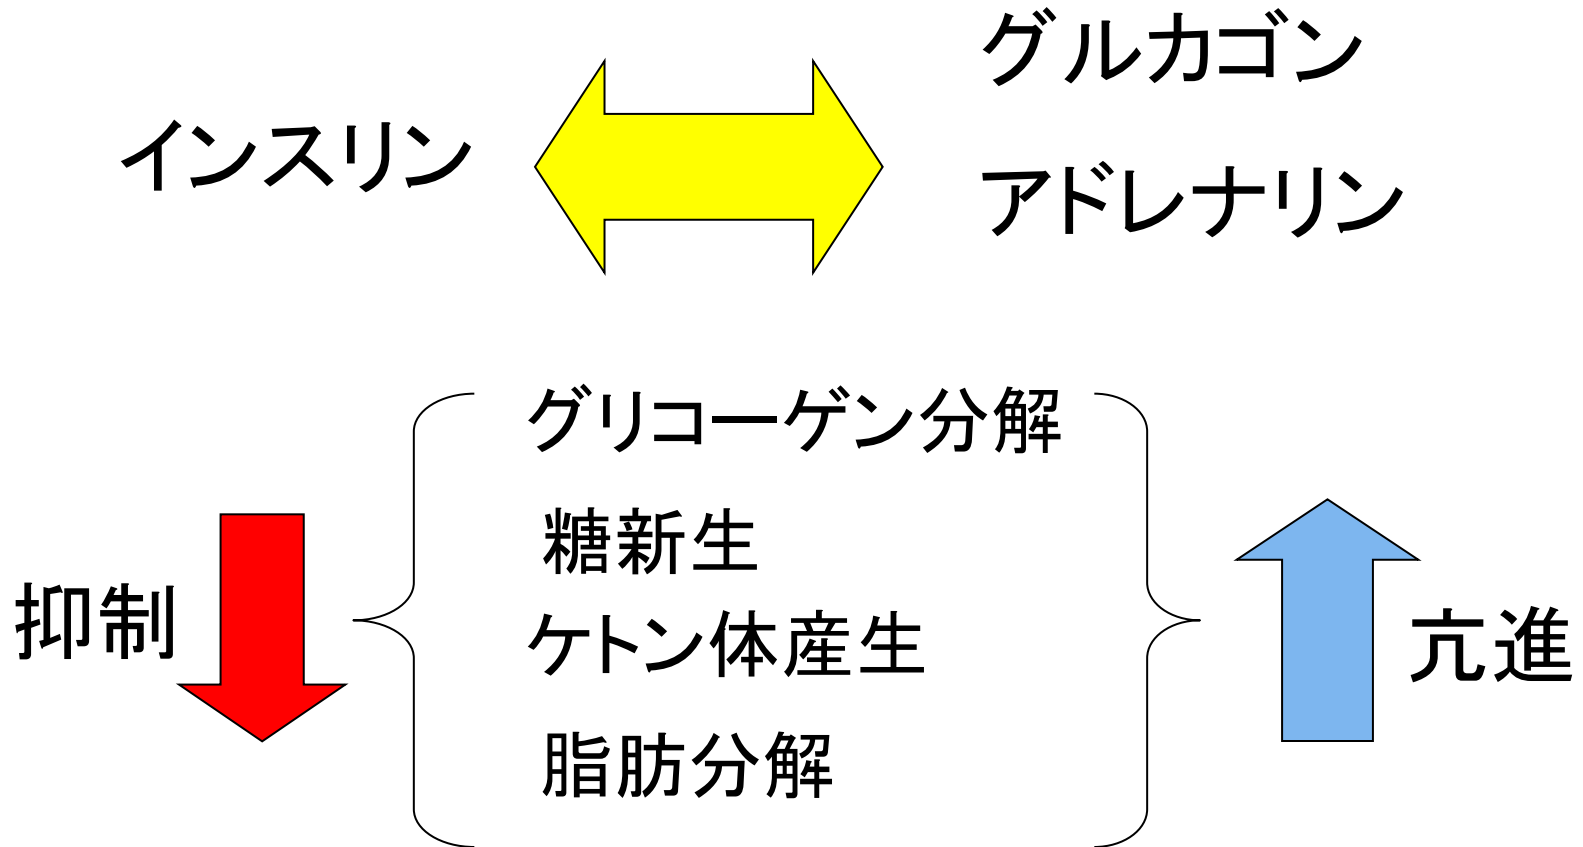 グルカゴン
インスリン
アドレナリン
グリコーゲン分解
糖新生
ケトン体産生
脂肪分解
抑制
亢進